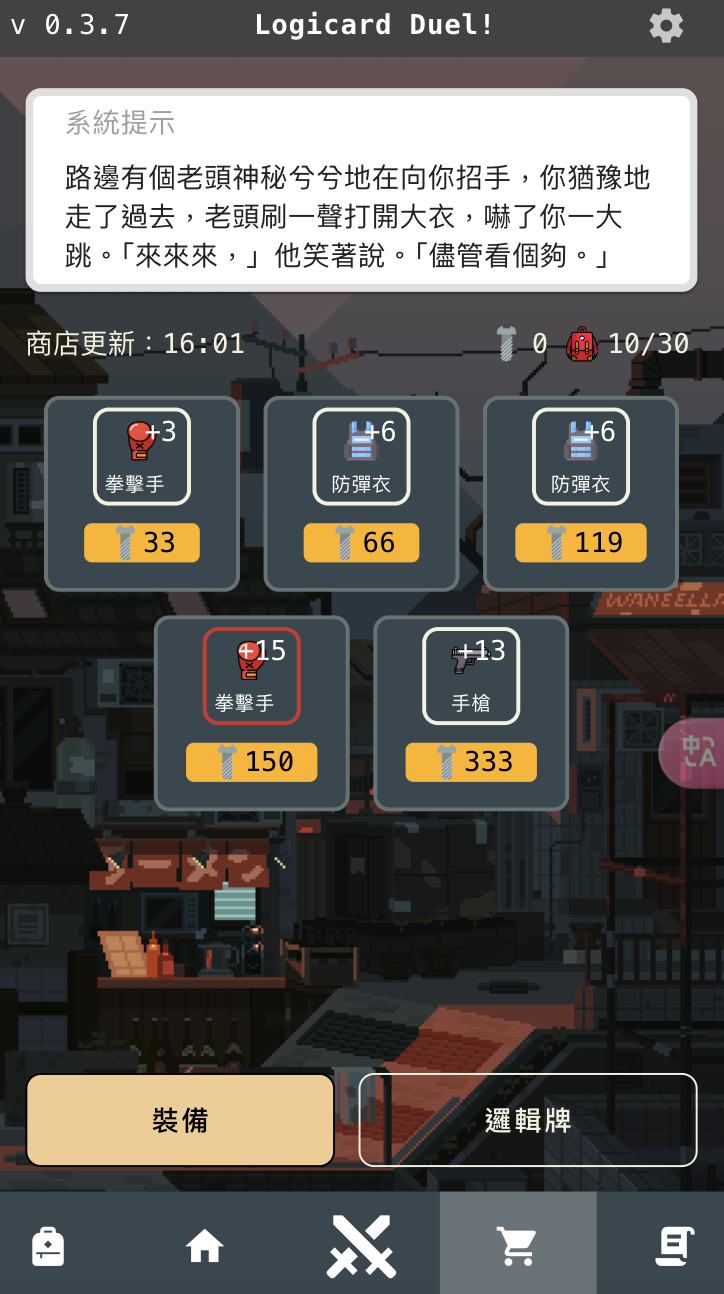 v 0.3.7
Logicard Duel!
系統提示
路邊有個老頭神秘兮兮地在向你招手，你猶豫地
走了過去，老頭刷一聲打開大衣，嚇了你一大
跳。「來來來，」他笑著說。「儘管看個夠。」
商店更新：16:01
0
10/30
+3
拳擊手
33
+6
防彈衣
66
+6
防彈衣
119
WANEELLA
+15
拳擊手
150
+13
手槍
333
中A
裝備
邏輯牌